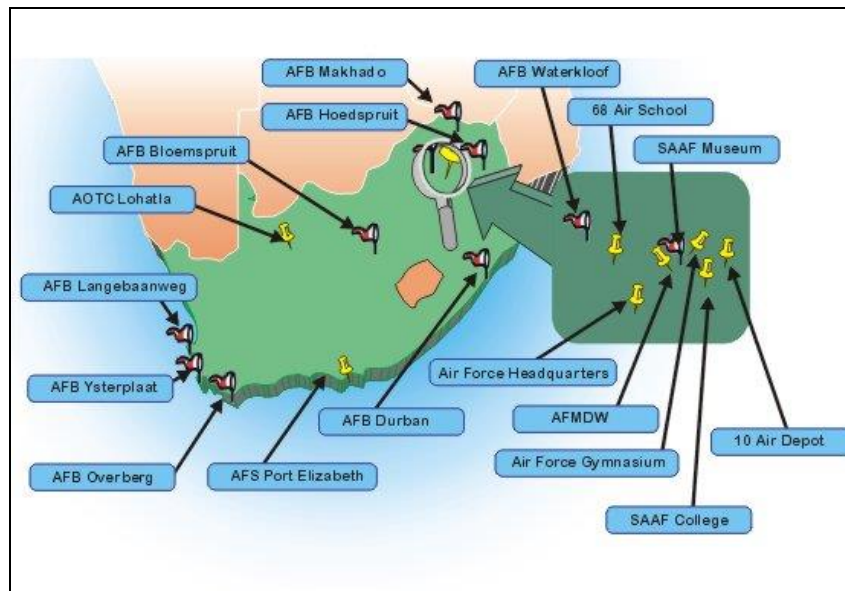 AFB Makhado
AFB Waterkloof
AFB Hoedspruit
68 Air School
AFB Bloemspruit
SAAF Museum
AOTC Lohatla
AFB Langebaanweg
Air Force Headquarters
AFB Ysterplaat
AFB Durban
AFMDW
10 Air Depot
Air Force Gymnasium
AFB Overberg
AFS Port Elizabeth
SAAF College